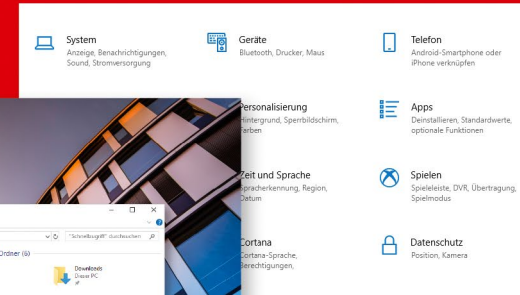 System
Anzeige, Benachrichtigungen,
Sound, Stromversorgung
Geräte
Bluetooth, Drucker, Maus
Telefon
Android-Smartphone oder
iPhone verknüpfen
Personalisierung
Hintergrund, Sperrbildschirm,
Farben
Apps
Deinstallieren, Standardwerte,
optionale Funktionen
Zeit und Sprache
Spracherkennung, Region,
Datum
Spielen
Spieleleiste, DVR, Übertragung,
Spielmodus
Cortana
Cortana-Sprache,
Berechtigungen,
Datenschutz
Position, Kamera
"Schnellzugriff" durchsuchen
Ordner (6)
Downloads
Dieser PC